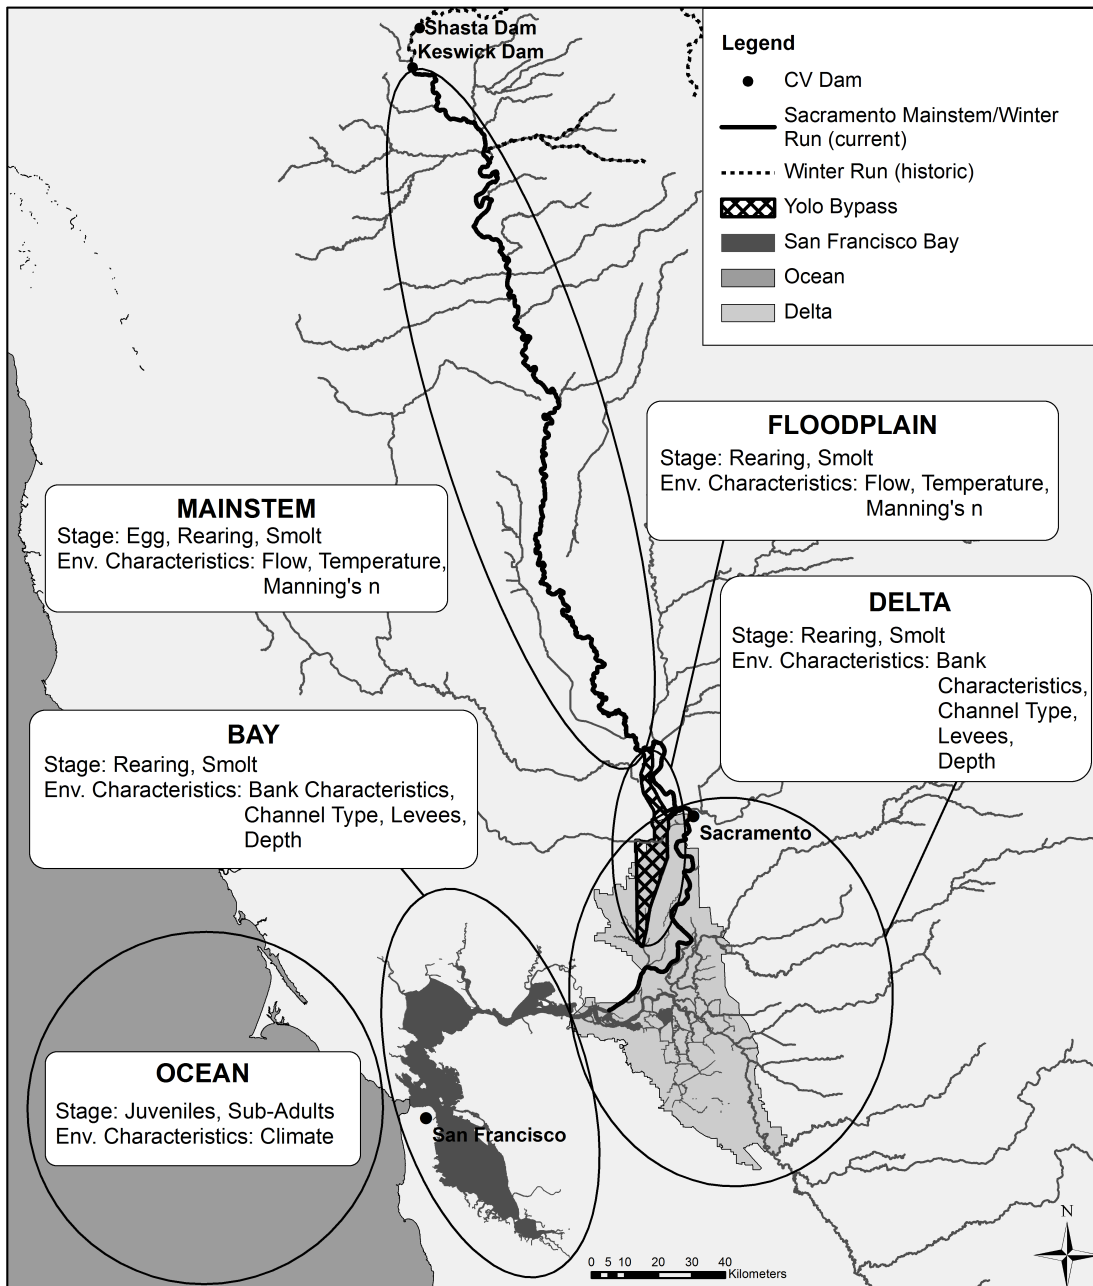 Shasta Dam
Keswick Dam
Legend
CV Dam
Sacramento Mainstem/Winter
Run (current)
Winter Run (historic)
Yolo Bypass
San Francisco Bay
Ocean
Delta
FLOODPLAIN
Stage: Rearing, Smolt
Env. Characteristics: Flow, Temperature,
Manning's n
MAINSTEM
Stage: Egg, Rearing, Smolt
Env. Characteristics: Flow, Temperature,
Manning's n
DELTA
Stage: Rearing, Smolt
Env. Characteristics: Bank
Characteristics,
Channel Type,
Levees,
Depth
BAY
Stage: Rearing, Smolt
Env. Characteristics: Bank Characteristics,
Channel Type, Levees,
Depth
Sacramento
OCEAN
Stage: Juveniles, Sub-Adults
Env. Characteristics: Climate
San Francisco
N
0 5 10 20 30 40
Kilometers